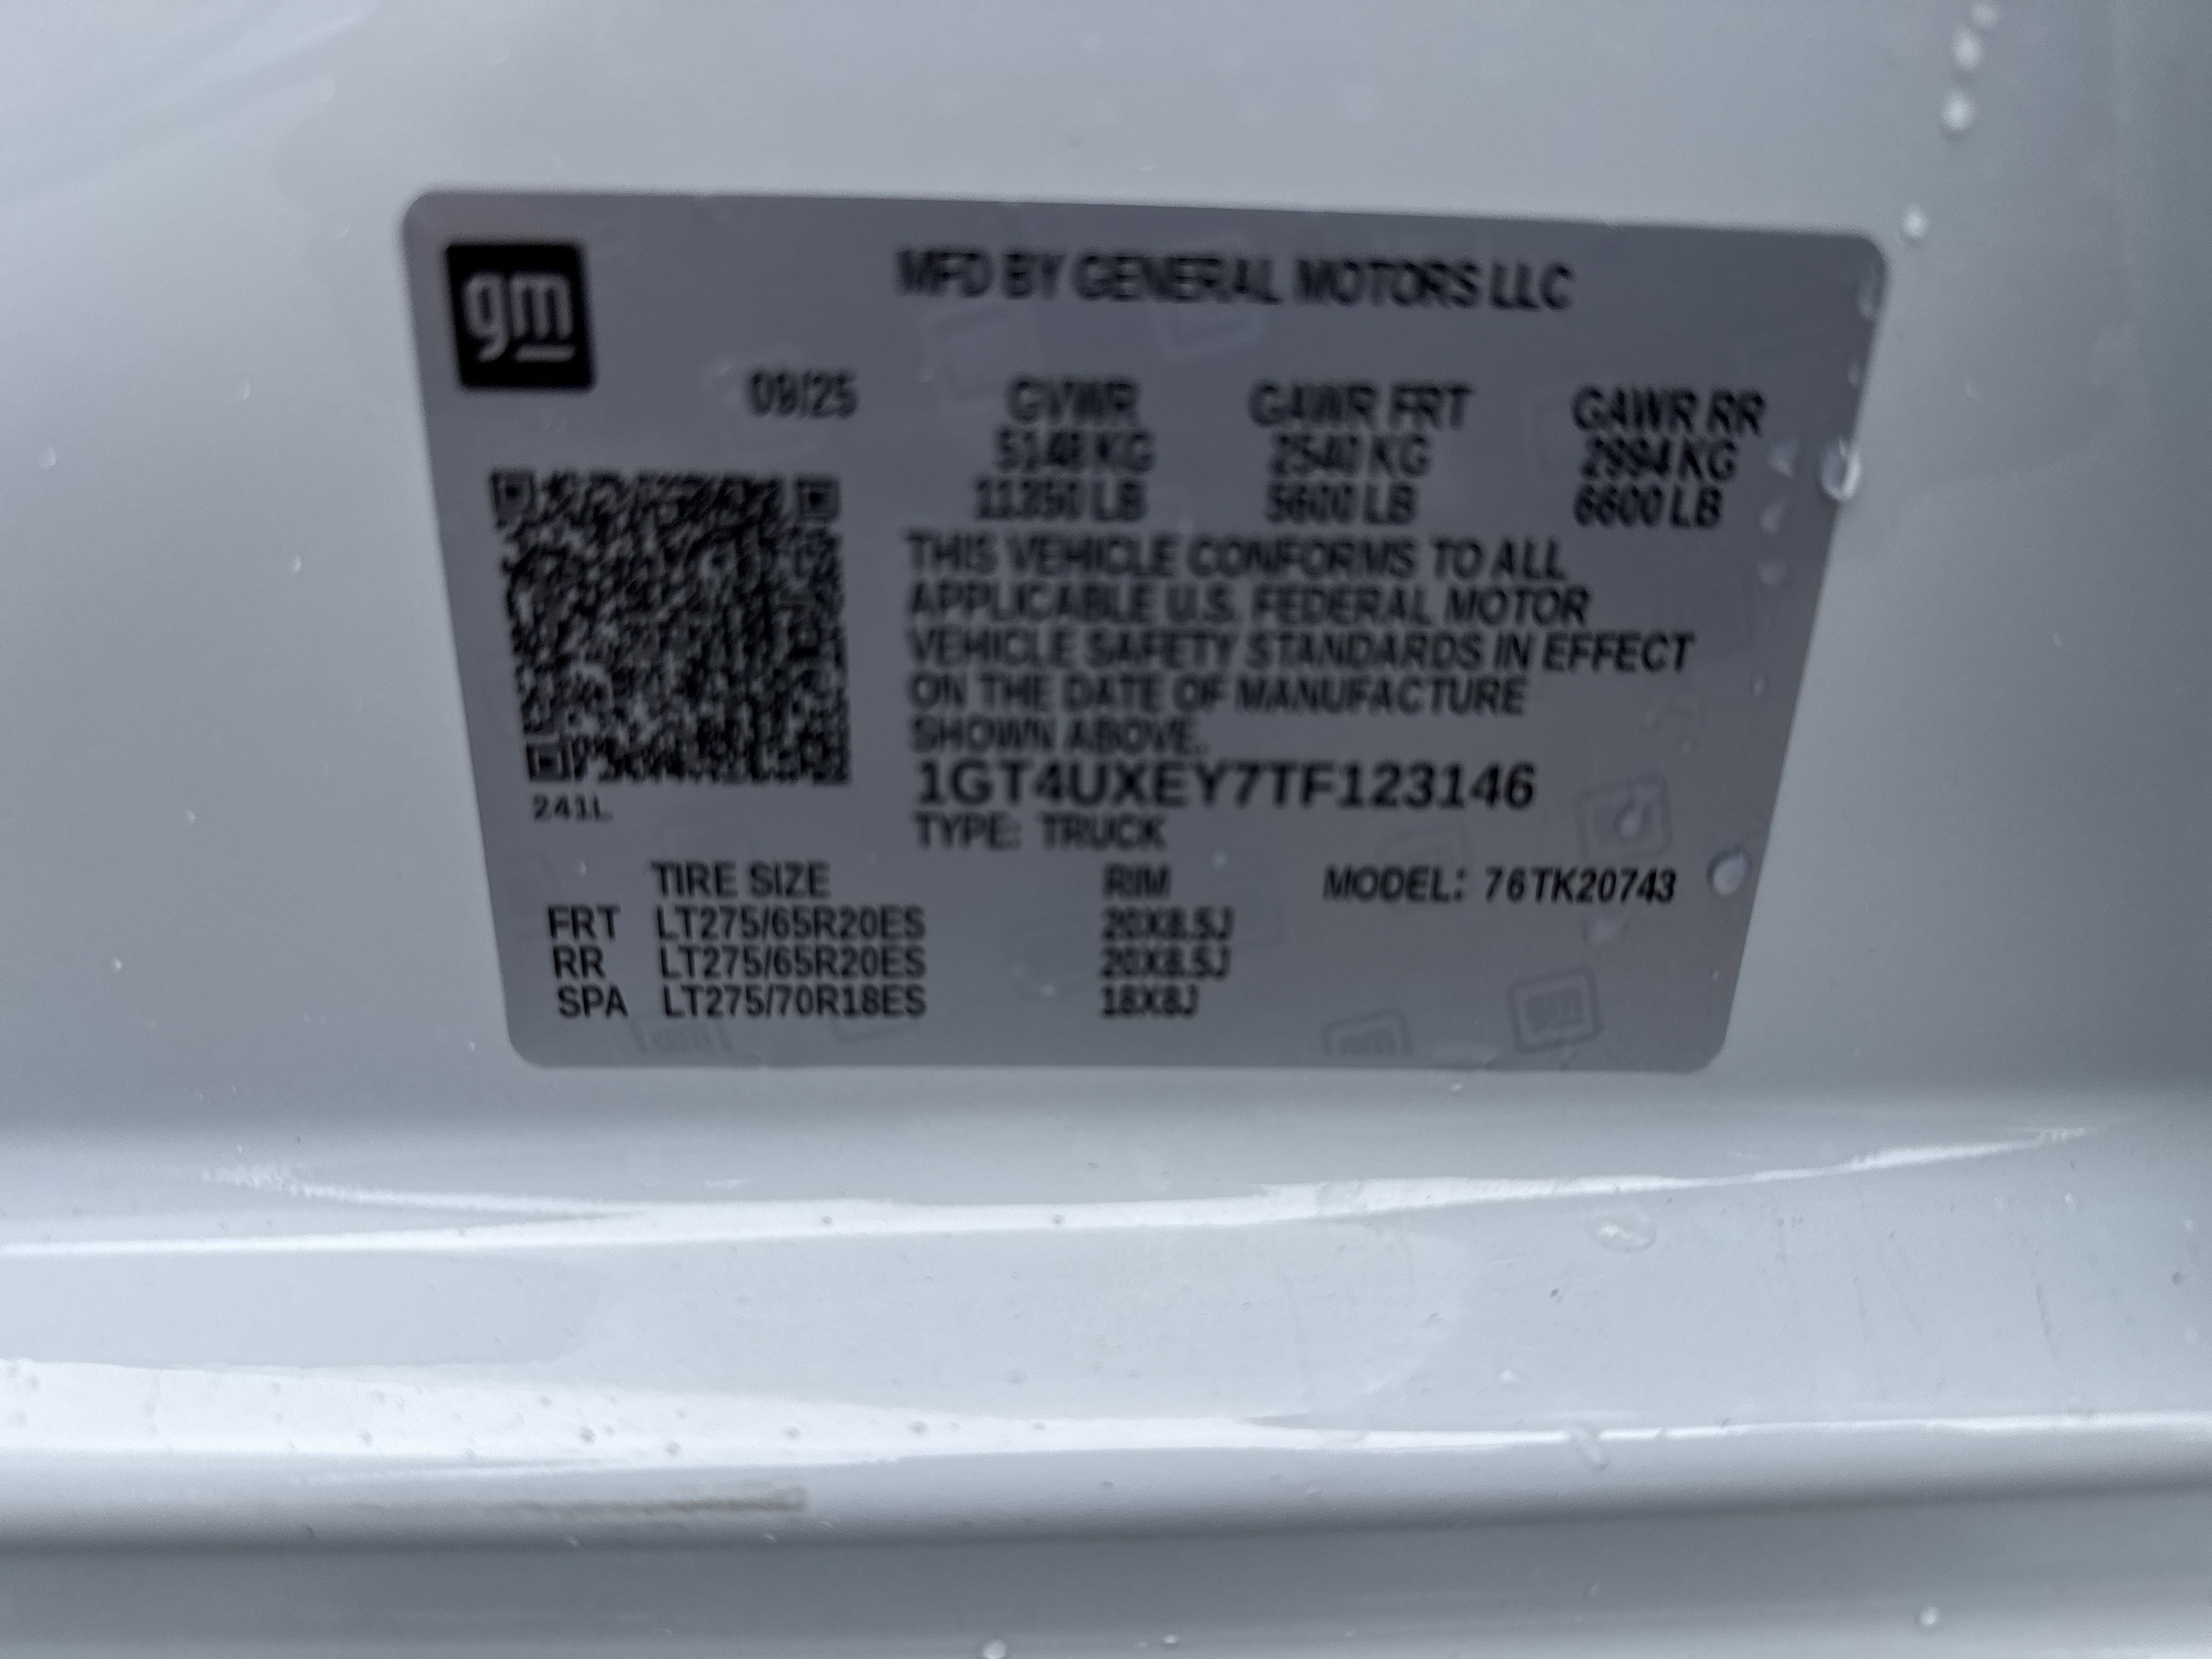 gm
MFD BY GENERAL MOTORS LLC
09/25 GVWR GAWR FRT GAWR RR
5148 KG 2540 KG 2994 KG
11350 LB 5600 LB 6600 LB
THIS VEHICLE CONFORMS TO ALL
APPLICABLE U.S. FEDERAL MOTOR
VEHICLE SAFETY STANDARDS IN EFFECT
ON THE DATE OF MANUFACTURE
SHOWN ABOVE.
1GT4UXEY7TF123146
241L
TYPE: TRUCK
TIRE SIZE RIM MODEL: 76TK20743
FRT LT275/65R20ES 20X8.5J
RR LT275/65R20ES 20X8.5J
SPA LT275/70R18ES 18X8J
gm
gm
gm